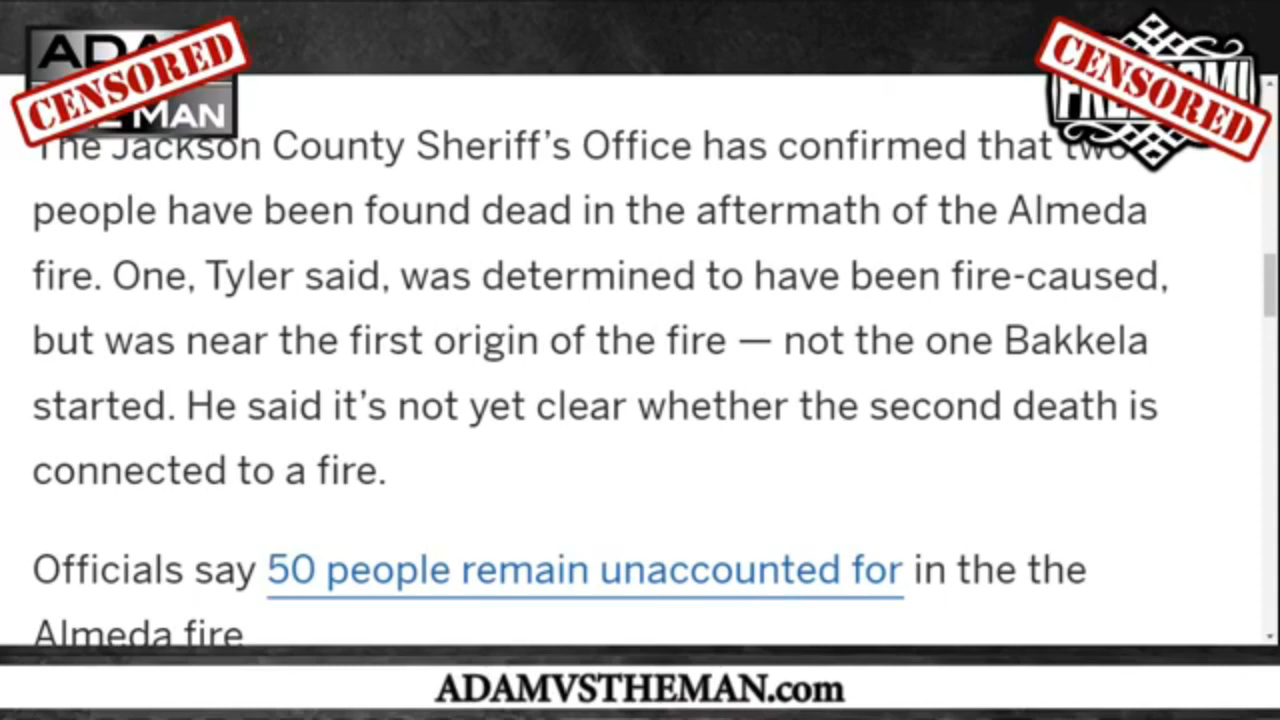 ADA
CENSORED
MAN
CENSORED
The Jackson County Sheriff's Office has confirmed that two
people have been found dead in the aftermath of the Almeda
fire. One, Tyler said, was determined to have been fire-caused,
but was near the first origin of the fire — not the one Bakkela
started. He said it's not yet clear whether the second death is
connected to a fire.
Officials say 50 people remain unaccounted for in the the
Almeda fire
ADAMVSTHEMAN.com